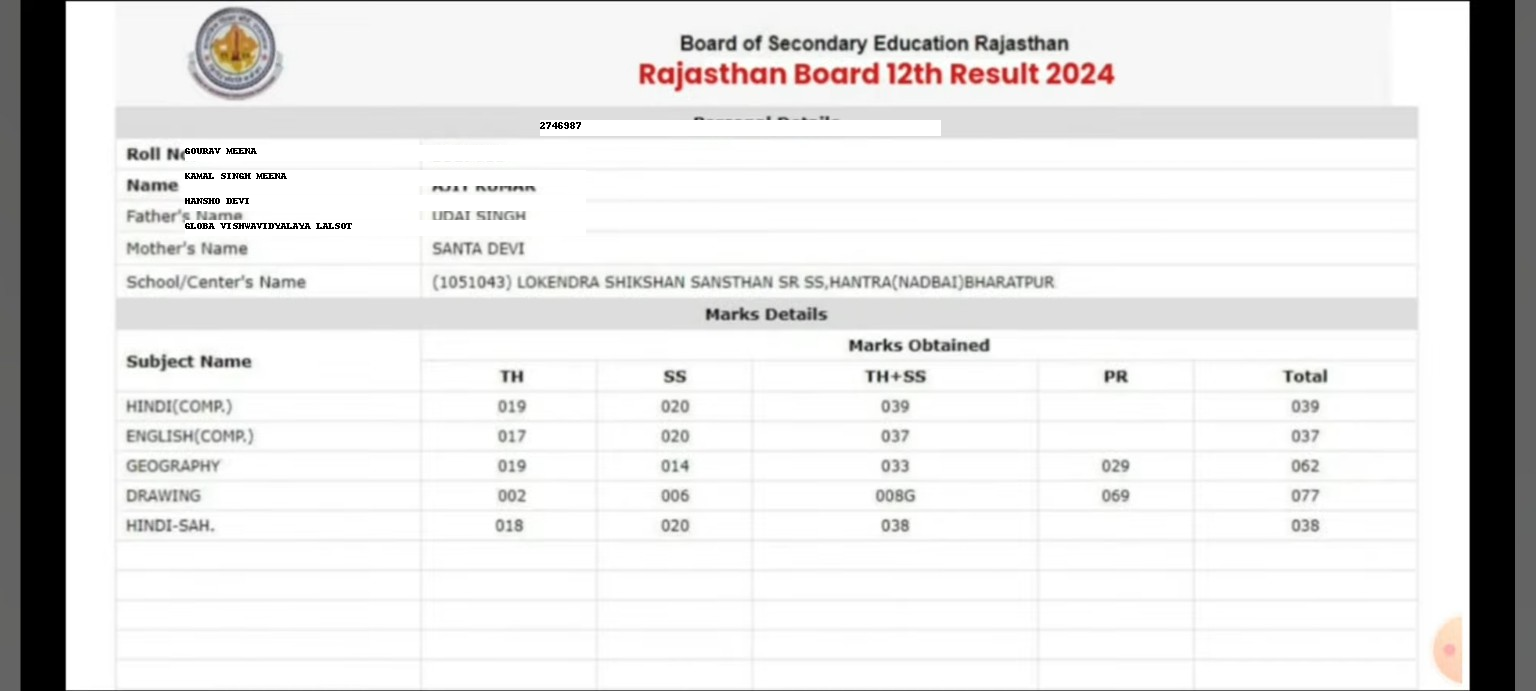 Board of Secondary Education Rajasthan
Rajasthan Board 12th Result 2024
Personal Details
2746987
Roll No
GOURAV MEENA
KAMAL SINGH MEENA
Name AJIT KUMAR
HANSHO DEVI
Father's Name UDAI SINGH
GLOBA VISHWAVIDYALAYA LALSOT
Mother's Name SANTA DEVI
School/Center's Name (1051043) LOKENDRA SHIKSHAN SANSTHAN SR SS,HANTRA(NADBAI)BHARATPUR
Marks Details
Subject Name Marks Obtained
TH SS TH+SS PR Total
HINDI(COMP.) 019 020 039 039
ENGLISH(COMP.) 017 020 037 037
GEOGRAPHY 019 014 033 029 062
DRAWING 002 006 008G 069 077
HINDI-SAH. 018 020 038 038